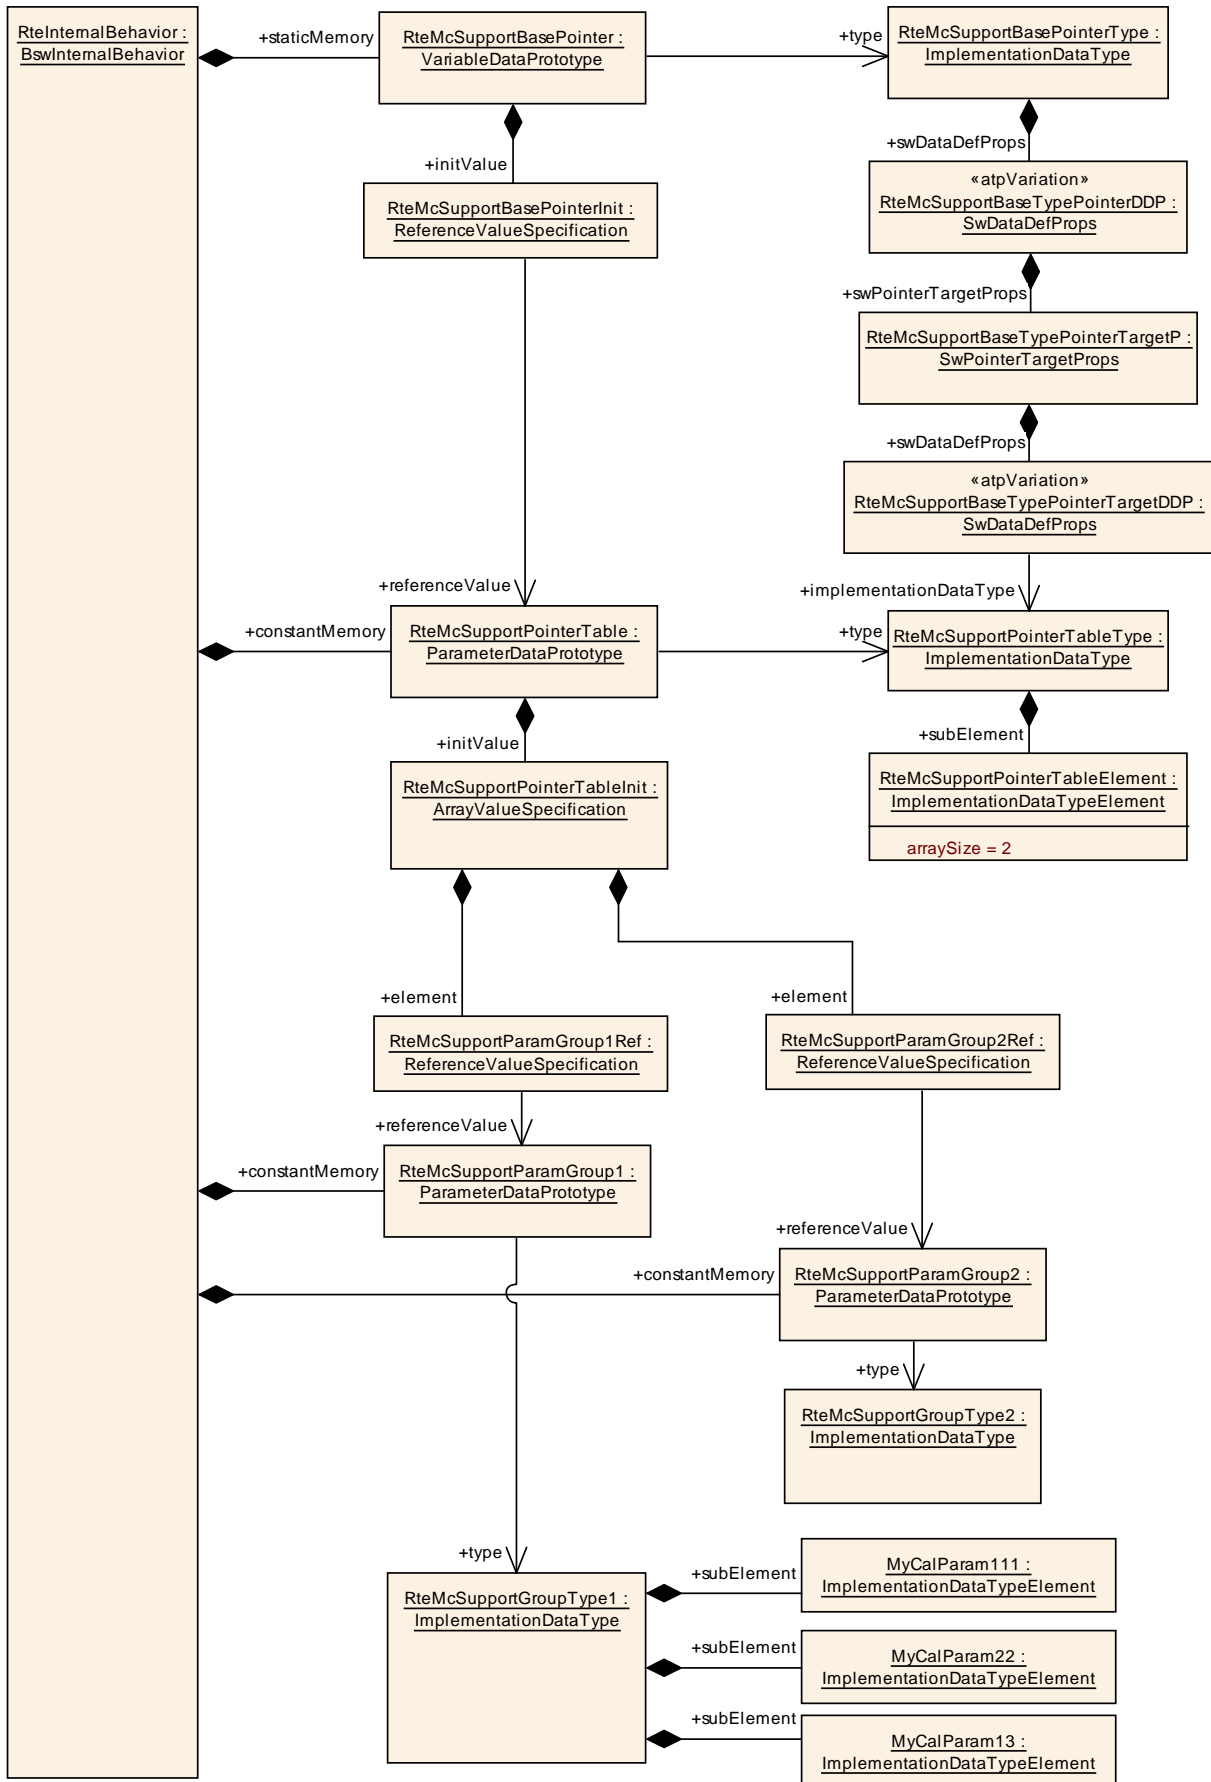 RteInternalBehavior :
BswInternalBehavior
+staticMemory
RteMcSupportBasePointer :
VariableDataPrototype
+type
RteMcSupportBasePointerType :
ImplementationDataType
+initValue
+swDataDefProps
RteMcSupportBasePointerInit :
ReferenceValueSpecification
«atpVariation»
RteMcSupportBaseTypePointerDDP :
SwDataDefProps
+swPointerTargetProps
RteMcSupportBaseTypePointerTargetP :
SwPointerTargetProps
+swDataDefProps
«atpVariation»
RteMcSupportBaseTypePointerTargetDDP :
SwDataDefProps
+referenceValue
+implementationDataType
+constantMemory
RteMcSupportPointerTable :
ParameterDataPrototype
+type
RteMcSupportPointerTableType :
ImplementationDataType
+initValue
+subElement
RteMcSupportPointerTableInit :
ArrayValueSpecification
RteMcSupportPointerTableElement :
ImplementationDataTypeElement
arraySize = 2
+element
+element
RteMcSupportParamGroup1Ref :
ReferenceValueSpecification
RteMcSupportParamGroup2Ref :
ReferenceValueSpecification
+referenceValue
+constantMemory
RteMcSupportParamGroup1 :
ParameterDataPrototype
+referenceValue
+constantMemory
RteMcSupportParamGroup2 :
ParameterDataPrototype
+type
RteMcSupportGroupType2 :
ImplementationDataType
+type
RteMcSupportGroupType1 :
ImplementationDataType
+subElement
MyCalParam111 :
ImplementationDataTypeElement
+subElement
MyCalParam22 :
ImplementationDataTypeElement
+subElement
MyCalParam13 :
ImplementationDataTypeElement